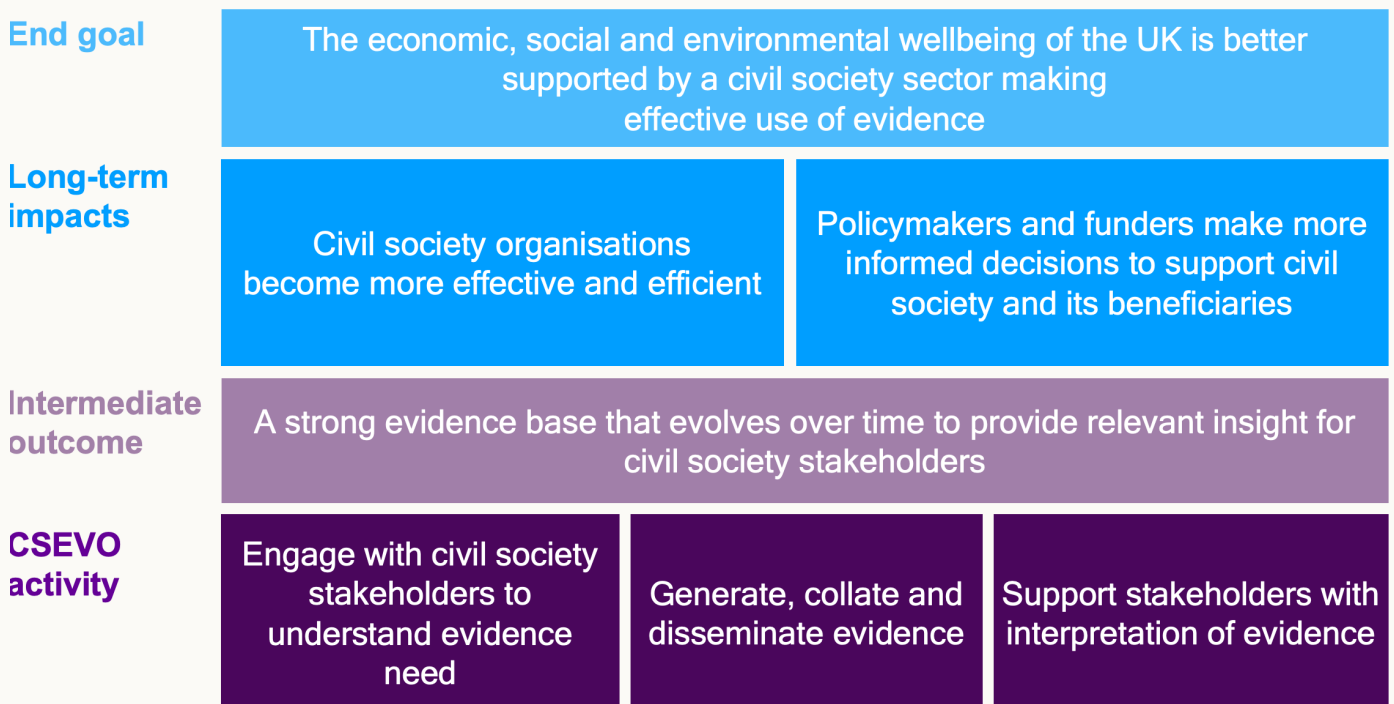 End goal
The economic, social and environmental wellbeing of the UK is better
supported by a civil society sector making
effective use of evidence
Long-term
impacts
Civil society organisations
become more effective and efficient
Policymakers and funders make more
informed decisions to support civil
society and its beneficiaries
Intermediate
outcome
A strong evidence base that evolves over time to provide relevant insight for
civil society stakeholders
CSEVO
activity
Engage with civil society
stakeholders to
understand evidence
need
Generate, collate and
disseminate evidence
Support stakeholders with
interpretation of evidence